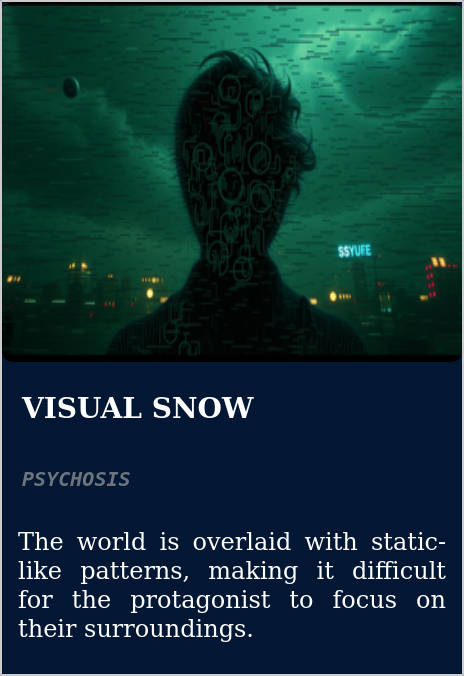 SSYUFE
VISUAL SNOW
PSYCHOSIS
The world is overlaid with static-
like patterns, making it difficult
for the protagonist to focus on
their surroundings.